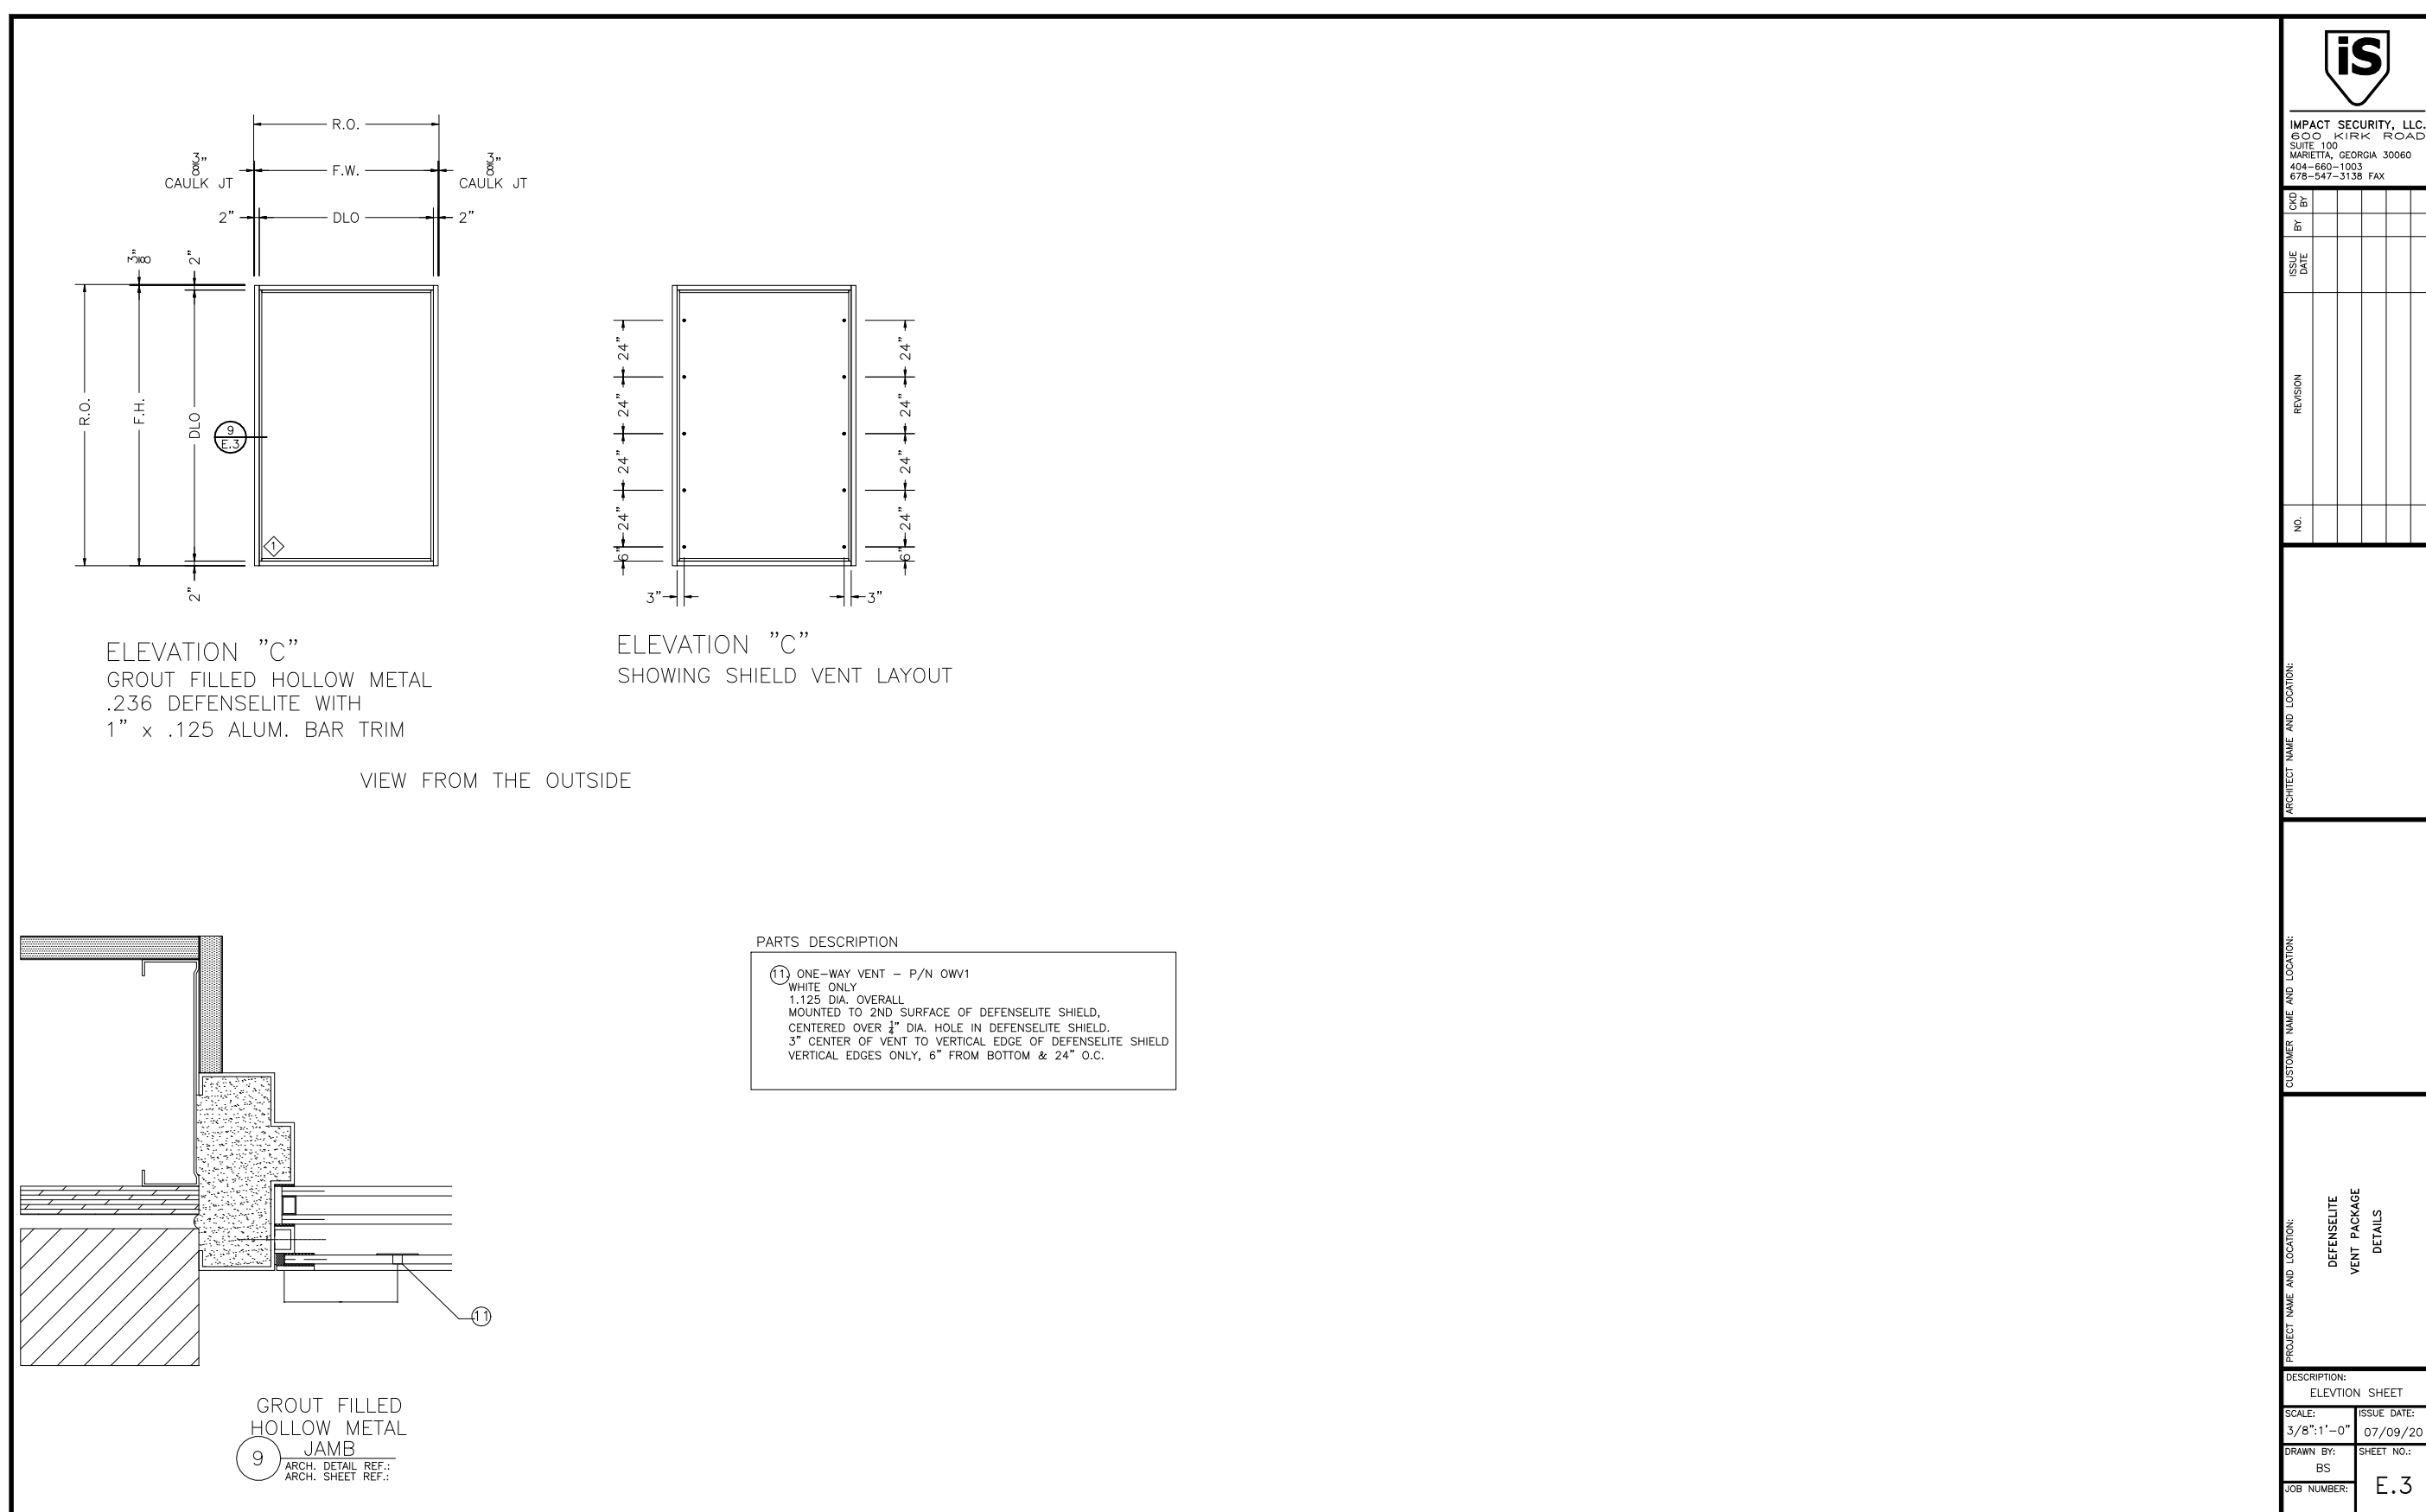 R.O.
3/8"
CAULK JT
F.W.
3/8"
CAULK JT
2"
DLO
2"
3/8"
2"
R.O.
F.H.
DLO
9
E.3
1
2"
24"
24"
24"
24"
6"
24"
24"
24"
24"
6"
3"
3"
ELEVATION "C"
GROUT FILLED HOLLOW METAL
.236 DEFENSELITE WITH
1" x .125 ALUM. BAR TRIM
ELEVATION "C"
SHOWING SHIELD VENT LAYOUT
VIEW FROM THE OUTSIDE
PARTS DESCRIPTION
11. ONE-WAY VENT - P/N OWV1
WHITE ONLY
1.125 DIA. OVERALL
MOUNTED TO 2ND SURFACE OF DEFENSELITE SHIELD,
CENTERED OVER 1/4" DIA. HOLE IN DEFENSELITE SHIELD.
3" CENTER OF VENT TO VERTICAL EDGE OF DEFENSELITE SHIELD
VERTICAL EDGES ONLY, 6" FROM BOTTOM & 24" O.C.
11
GROUT FILLED
HOLLOW METAL
JAMB
9
ARCH. DETAIL REF.:
ARCH. SHEET REF.:
iS
IMPACT SECURITY, LLC.
600 KIRK ROAD
SUITE 100
MARIETTA, GEORGIA 30060
404-660-1003
678-547-3138 FAX
CKD
BY
BY
ISSUE
DATE
REVISION
NO.
ARCHITECT NAME AND LOCATION:
CUSTOMER NAME AND LOCATION:
PROJECT NAME AND LOCATION:
DEFENSELITE
VENT PACKAGE
DETAILS
DESCRIPTION:
ELEVTION SHEET
SCALE:
3/8":1'-0"
ISSUE DATE:
07/09/20
DRAWN BY:
BS
SHEET NO.:
E.3
JOB NUMBER: